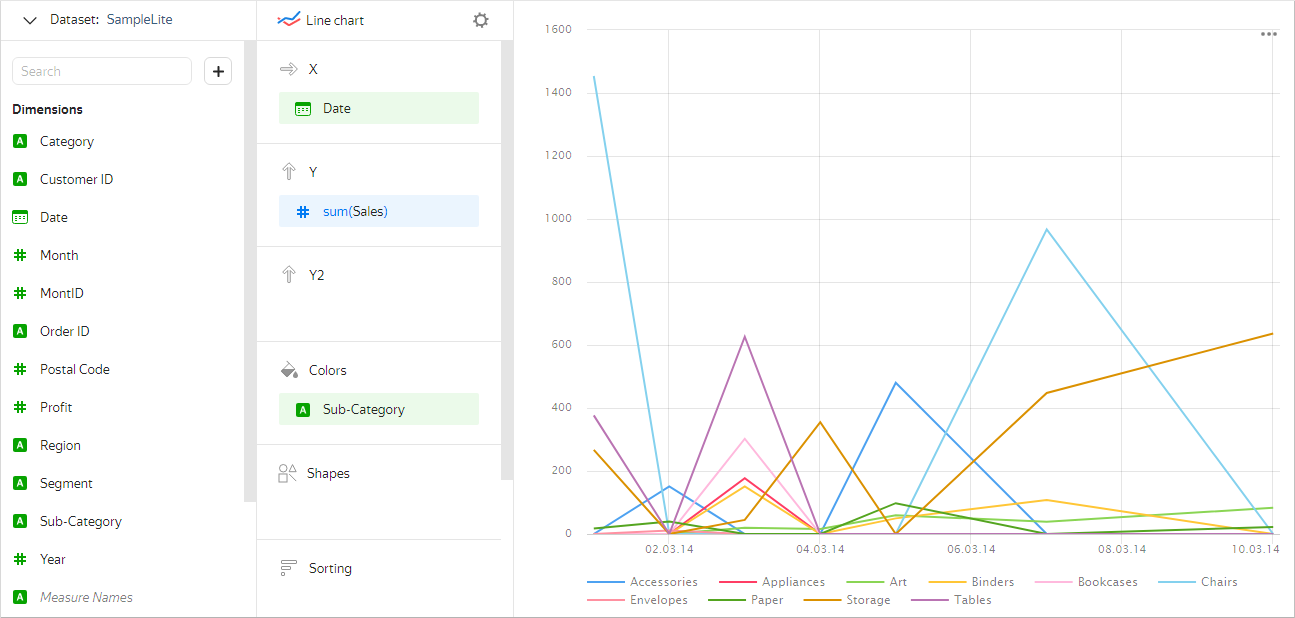 Dataset: SampleLite
Search
+
Dimensions
A Category
A Customer ID
Date
# Month
# MontID
A Order ID
# Postal Code
# Profit
A Region
A Segment
A Sub-Category
# Year
A Measure Names
Line chart
X
Date
Y
# sum(Sales)
Y2
Colors
A Sub-Category
Shapes
Sorting
1600
1400
1200
1000
800
600
400
200
0
02.03.14 04.03.14 06.03.14 08.03.14 10.03.14
Accessories Appliances Art Binders Bookcases Chairs
Envelopes Paper Storage Tables